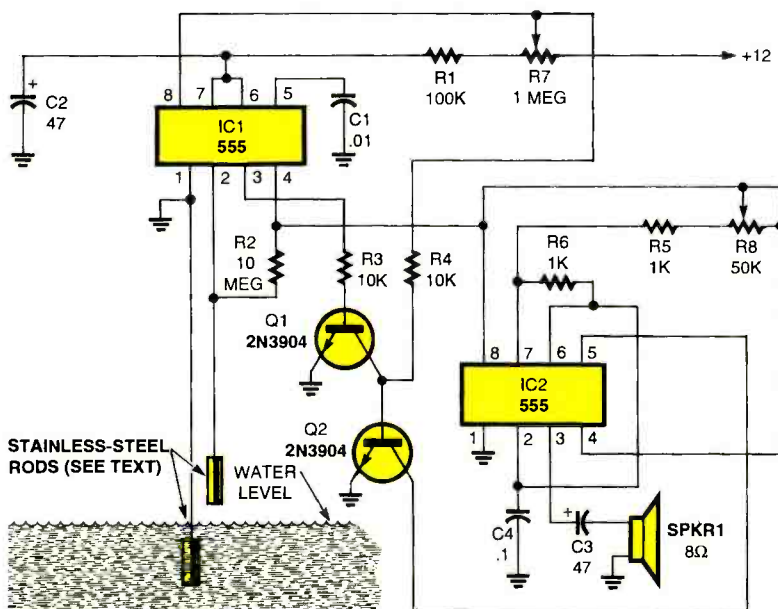 +12
R1
100K
R7
1 MEG
+
C2
47
8
7
6
5
IC1
555
C1
.01
1
2
3
4
R2
10
MEG
R3
10K
R4
10K
R6
1K
R5
1K
R8
50K
Q1
2N3904
8
7
6
5
IC2
555
1
2
3
4
Q2
2N3904
STAINLESS-STEEL
RODS (SEE TEXT)
WATER
LEVEL
C4
.1
+
C3
47
SPKR1
8Ω